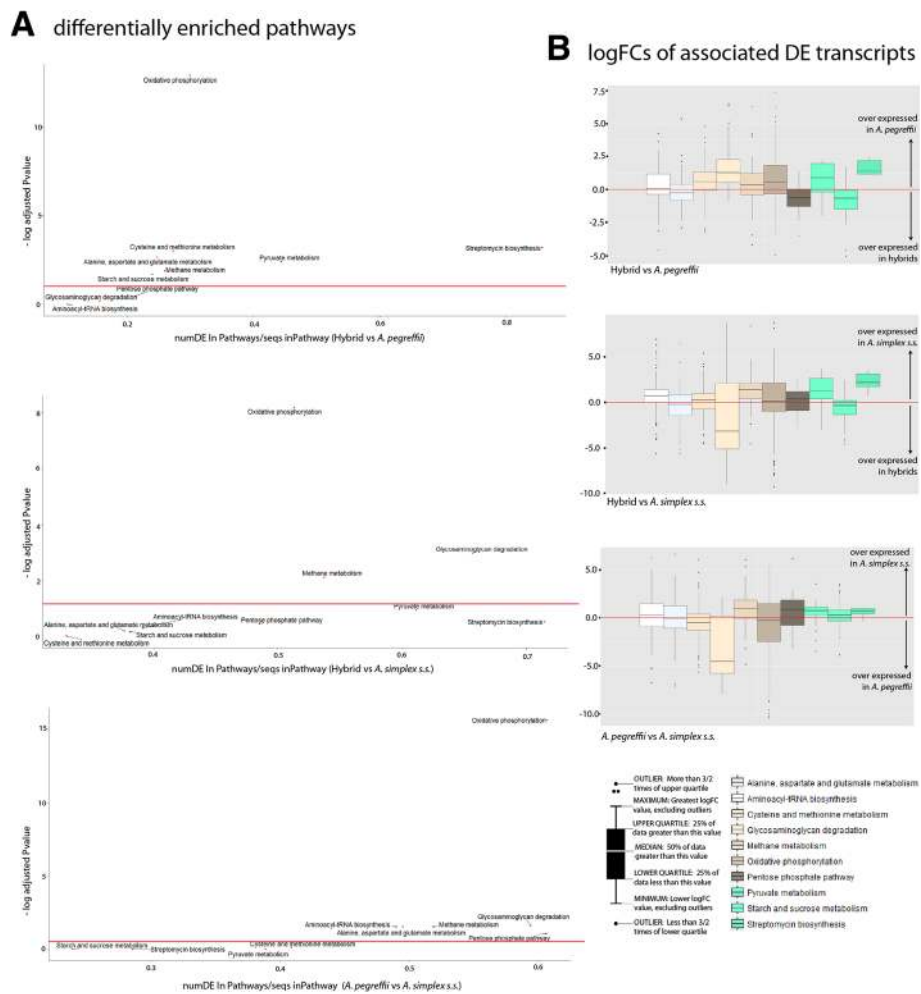 A differentially enriched pathways
Oxidative phosphorylation
10
- log adjusted Pvalue
5
Cysteine and methionine metabolism
Streptomycin biosynthesis
Alanine, aspartate and glutamate metabolism
Pyruvate metabolism
Methane metabolism
Starch and sucrose metabolism
Pentose phosphate pathway
Glycosaminoglycan degradation
0
Aminoacyl-tRNA biosynthesis
0.2 0.4 0.6 0.8
numDE In Pathways/seqs inPathway (Hybrid vs A. pegreffii)
8
Oxidative phosphorylation
6
- log adjusted Pvalue
4
Glycosaminoglycan degradation
Methane metabolism
2
Pyruvate metabolism
Aminoacyl-tRNA biosynthesis
Pentose phosphate pathway
Streptomycin biosynthesis
Alanine, aspartate and glutamate metabolism
Starch and sucrose metabolism
0
Cysteine and methionine metabolism
0.4 0.5 0.6 0.7
numDE In Pathways/seqs inPathway (Hybrid vs A. simplex s.s.)
Oxidative phosphorylation
15
10
- log adjusted Pvalue
5
Glycosaminoglycan degradation
Aminoacyl-tRNA biosynthesis
Methane metabolism
Alanine, aspartate and glutamate metabolism
Pentose phosphate pathway
Starch and sucrose metabolism
Cysteine and methionine metabolism
Streptomycin biosynthesis
0
Pyruvate metabolism
0.3 0.4 0.5 0.6
numDE In Pathways/seqs inPathway (A. pegreffii vs A. simplex s.s.)
B logFCs of associated DE transcripts
7.5
5.0
2.5
0.0
-2.5
-5.0
over expressed
in A. pegreffii
over expressed
in hybrids
Hybrid vs A. pegreffii
5.0
0.0
-5.0
-10.0
over expressed
in A. simplex s.s.
over expressed
in hybrids
Hybrid vs A. simplex s.s.
5.0
0.0
-5.0
-10.0
over expressed
in A. simplex s.s.
over expressed
in A. pegreffii
A. pegreffii vs A. simplex s.s.
OUTLIER: More than 3/2
times of upper quartile
MAXIMUM: Greatest logFC
value, excluding outliers
UPPER QUARTILE: 25% of
data greater than this value
MEDIAN: 50% of data
greater than this value
LOWER QUARTILE: 25% of
data less than this value
MINIMUM: Lower logFC
value, excluding outliers
OUTLIER: Less than 3/2
times of lower quartile
Alanine, aspartate and glutamate metabolism
Aminoacyl-tRNA biosynthesis
Cysteine and methionine metabolism
Glycosaminoglycan degradation
Methane metabolism
Oxidative phosphorylation
Pentose phosphate pathway
Pyruvate metabolism
Starch and sucrose metabolism
Streptomycin biosynthesis